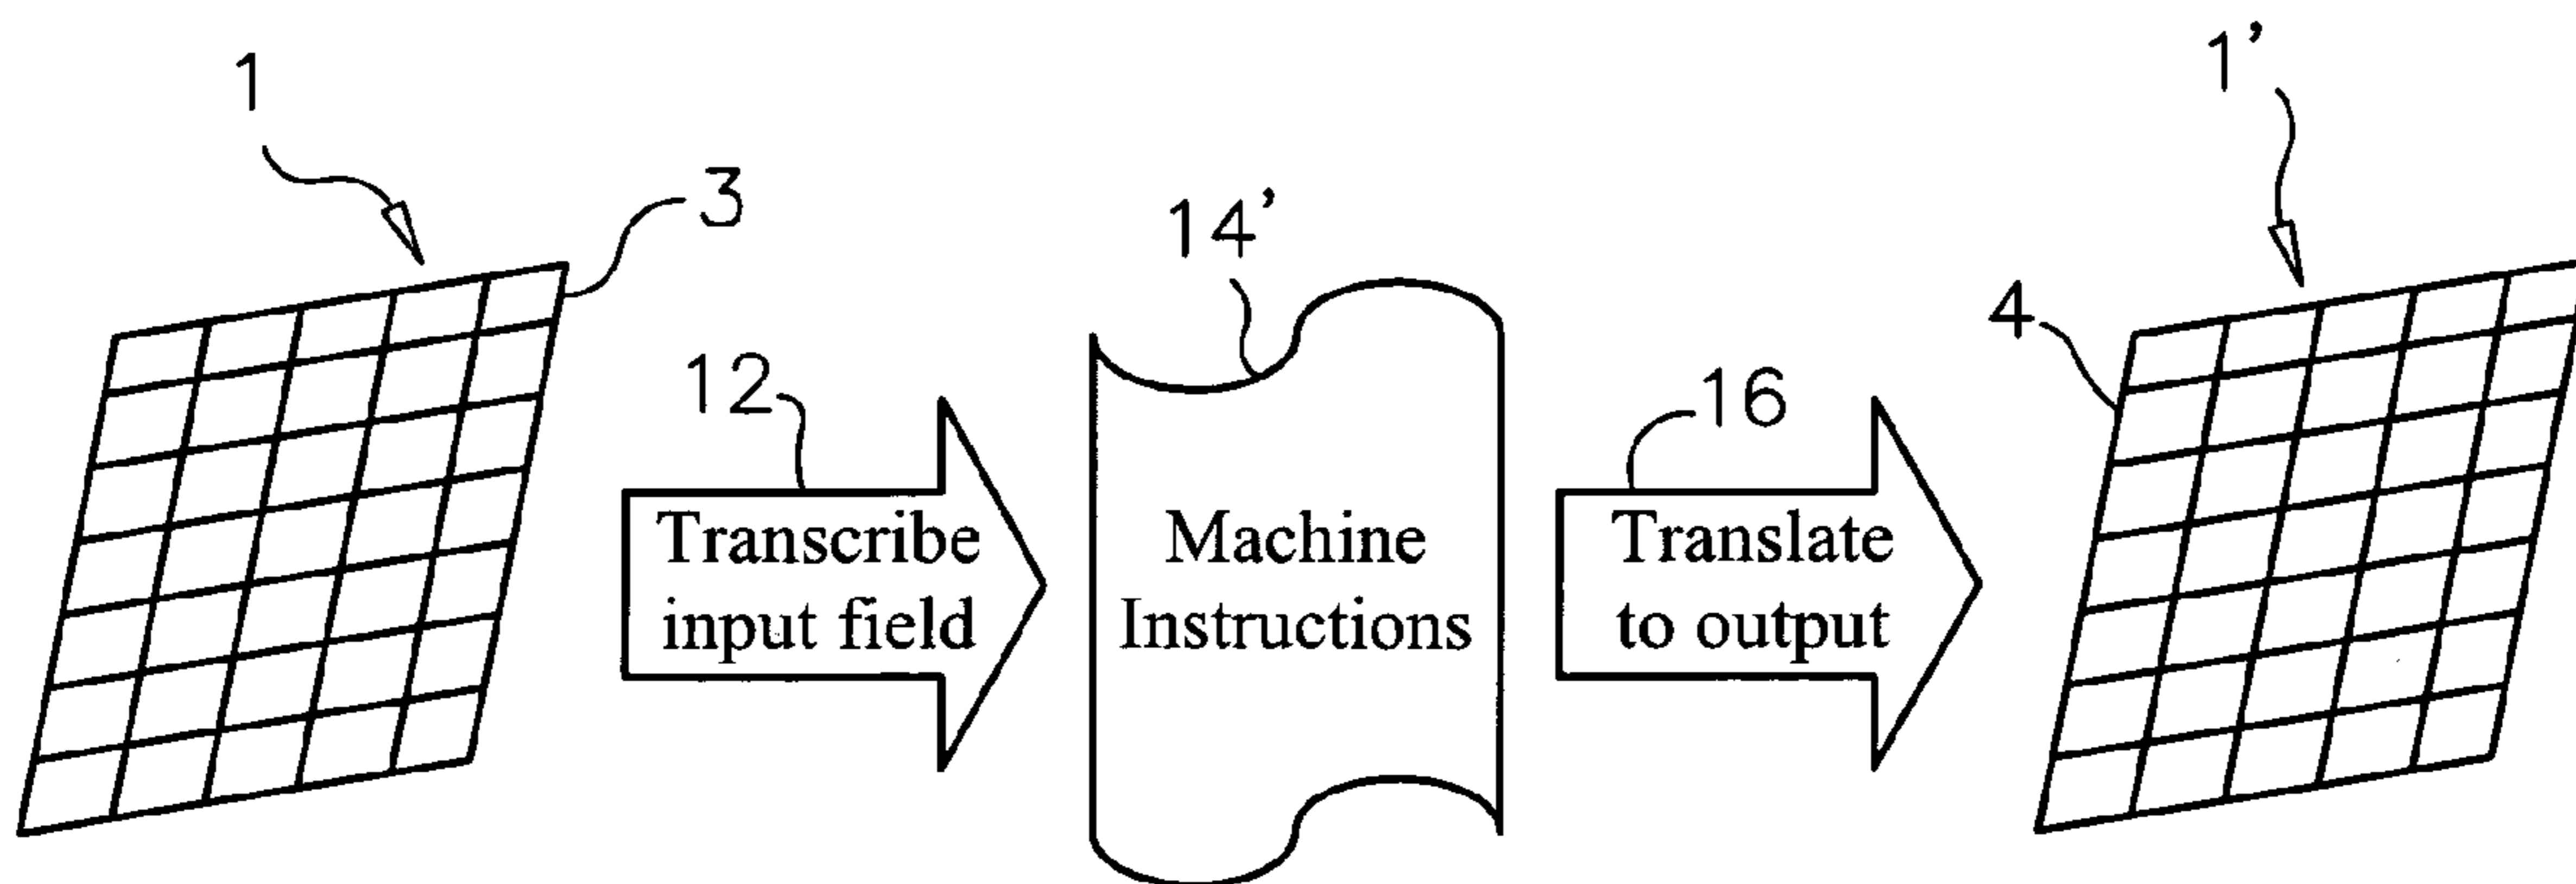 1
1'
3
14'
4
12
16
Transcribe
input field
Machine
Instructions
Translate
to output